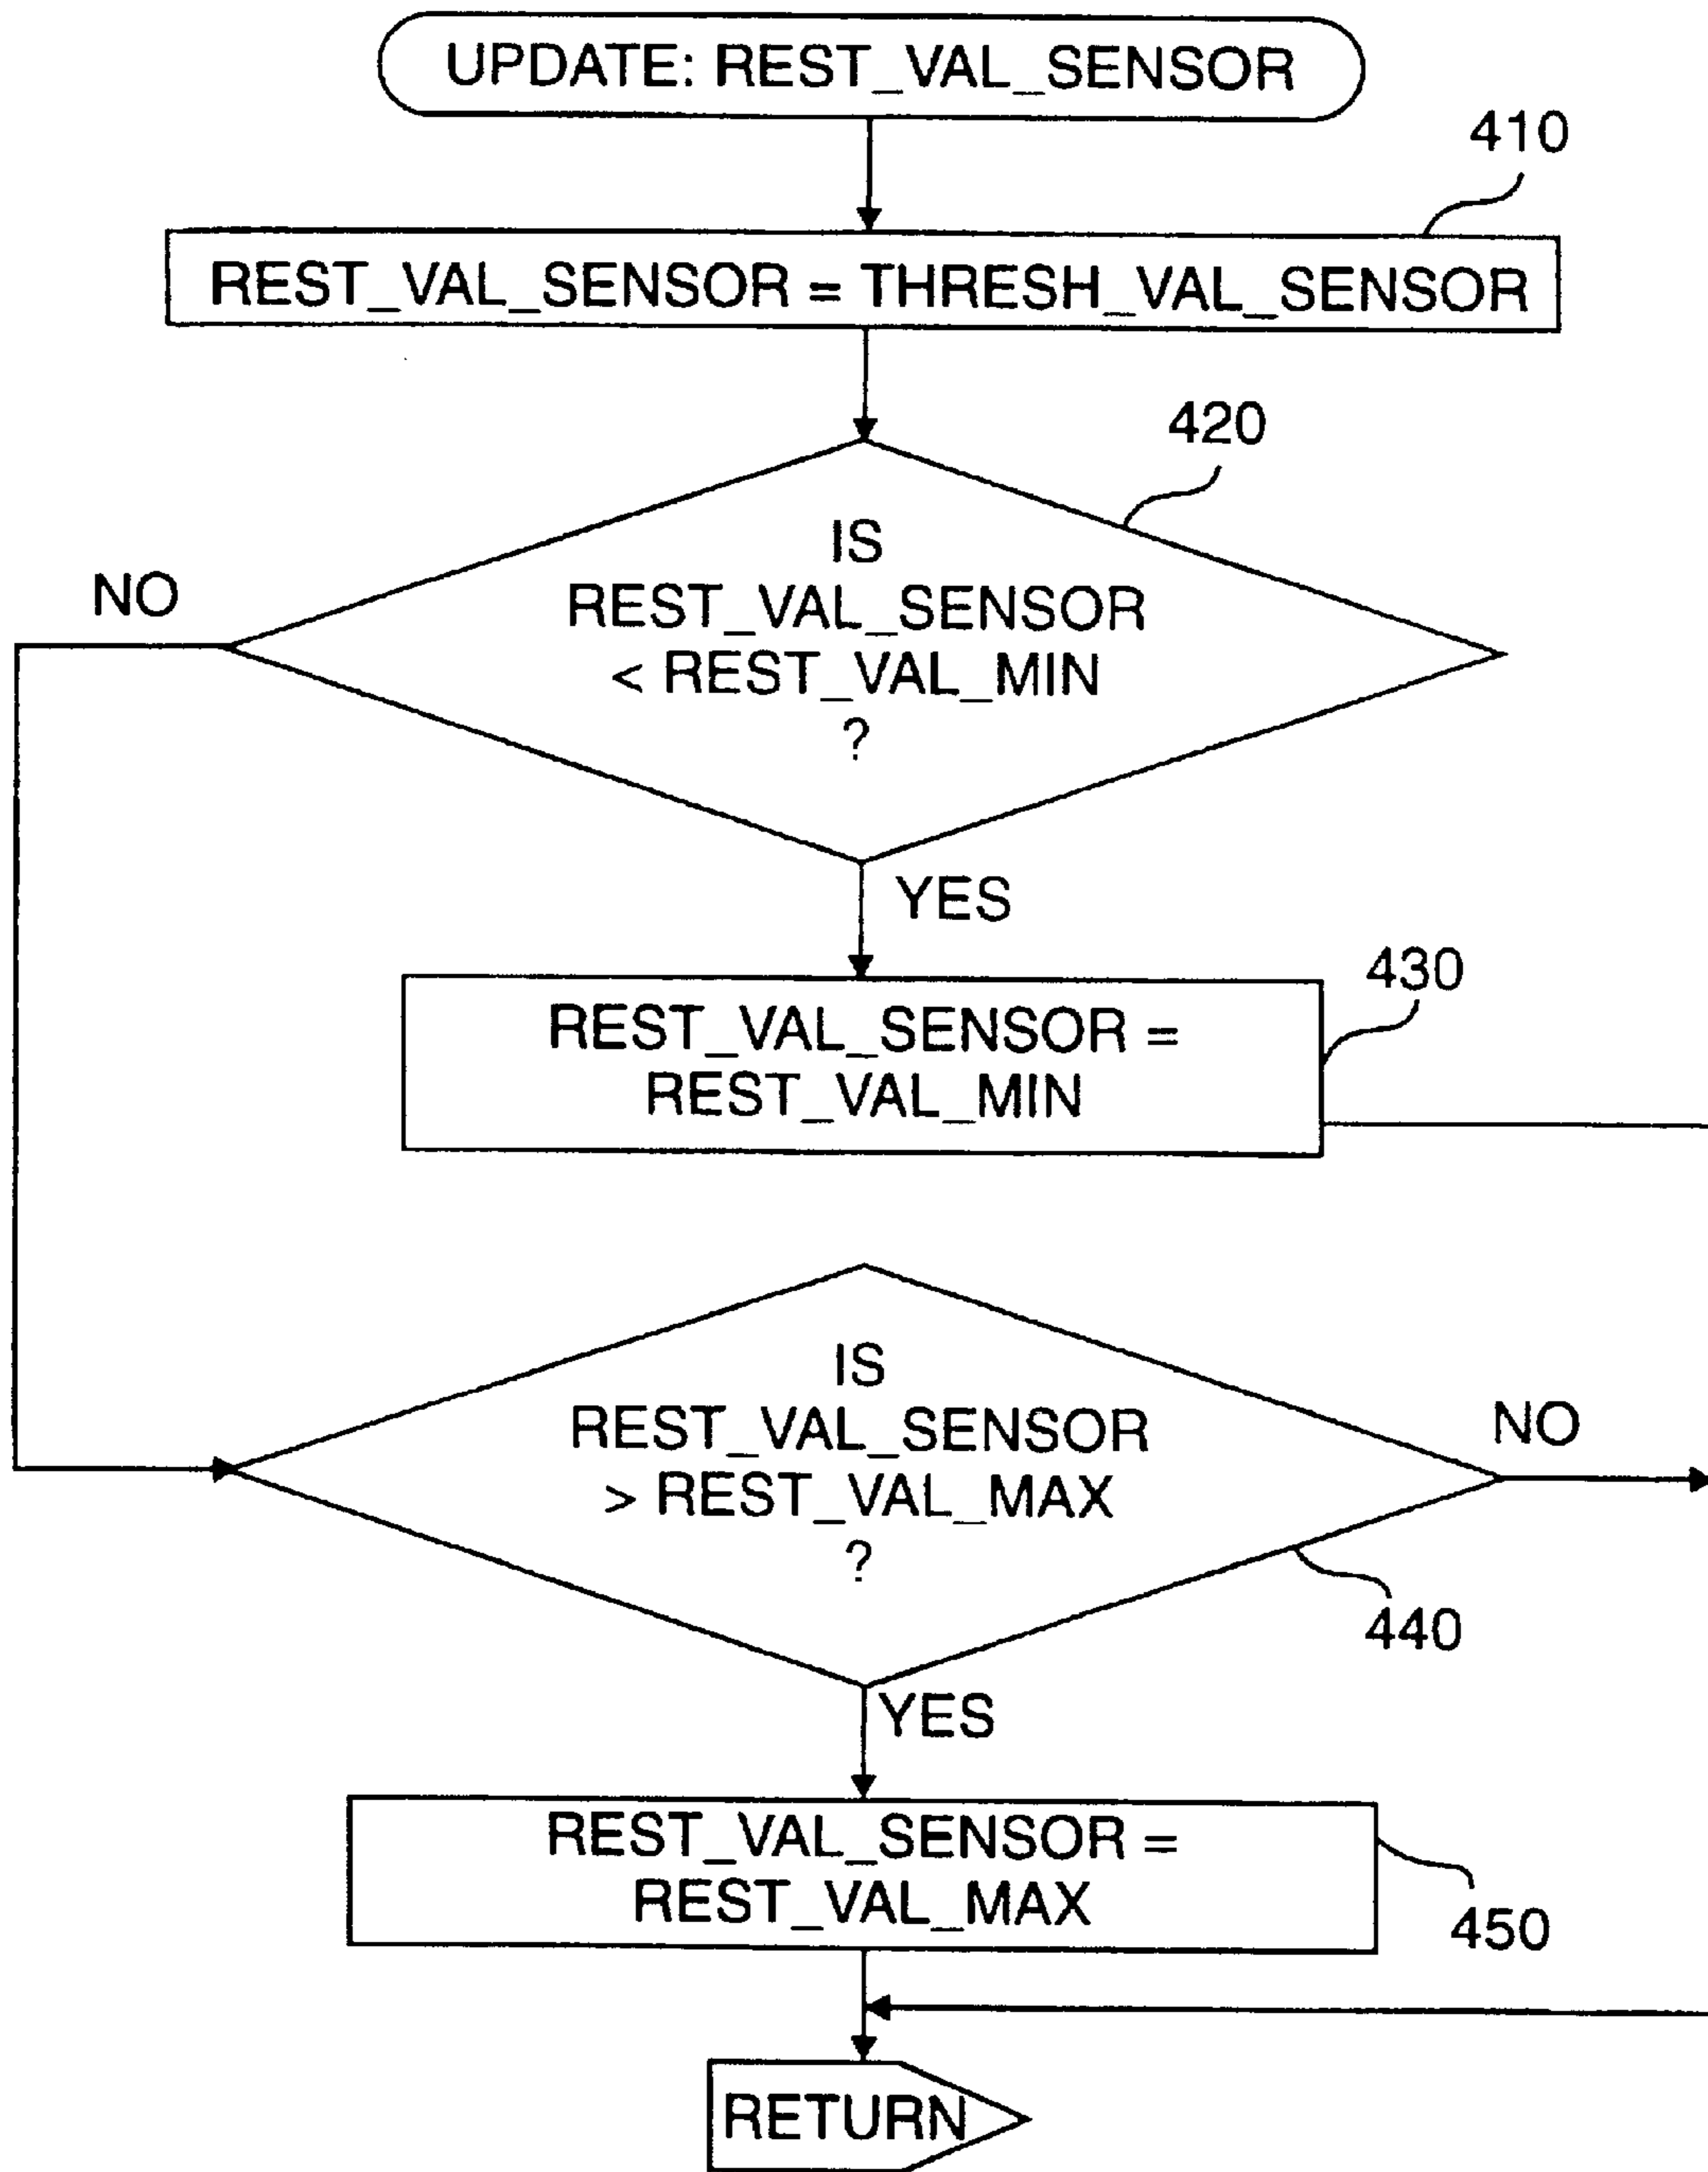 UPDATE: REST_VAL_SENSOR
410
REST_VAL_SENSOR = THRESH_VAL_SENSOR
420
IS
REST_VAL_SENSOR
< REST_VAL_MIN
?
NO
YES
430
REST_VAL_SENSOR =
REST_VAL_MIN
IS
REST_VAL_SENSOR
> REST_VAL_MAX
?
NO
440
YES
REST_VAL_SENSOR =
REST_VAL_MAX
450
RETURN